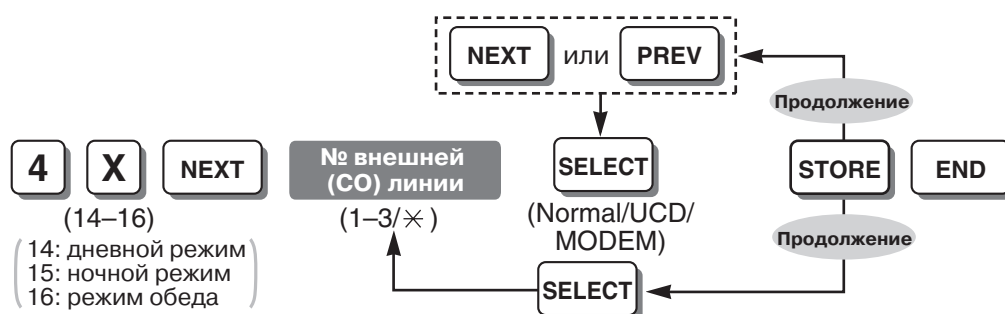 NEXT или PREV
Продолжение
4 X NEXT
№ внешней
(CO) линии
SELECT
STORE END
(14–16)
(1–3/✳)
(Normal/UCD/
MODEM)
Продолжение
14: дневной режим
15: ночной режим
16: режим обеда
SELECT